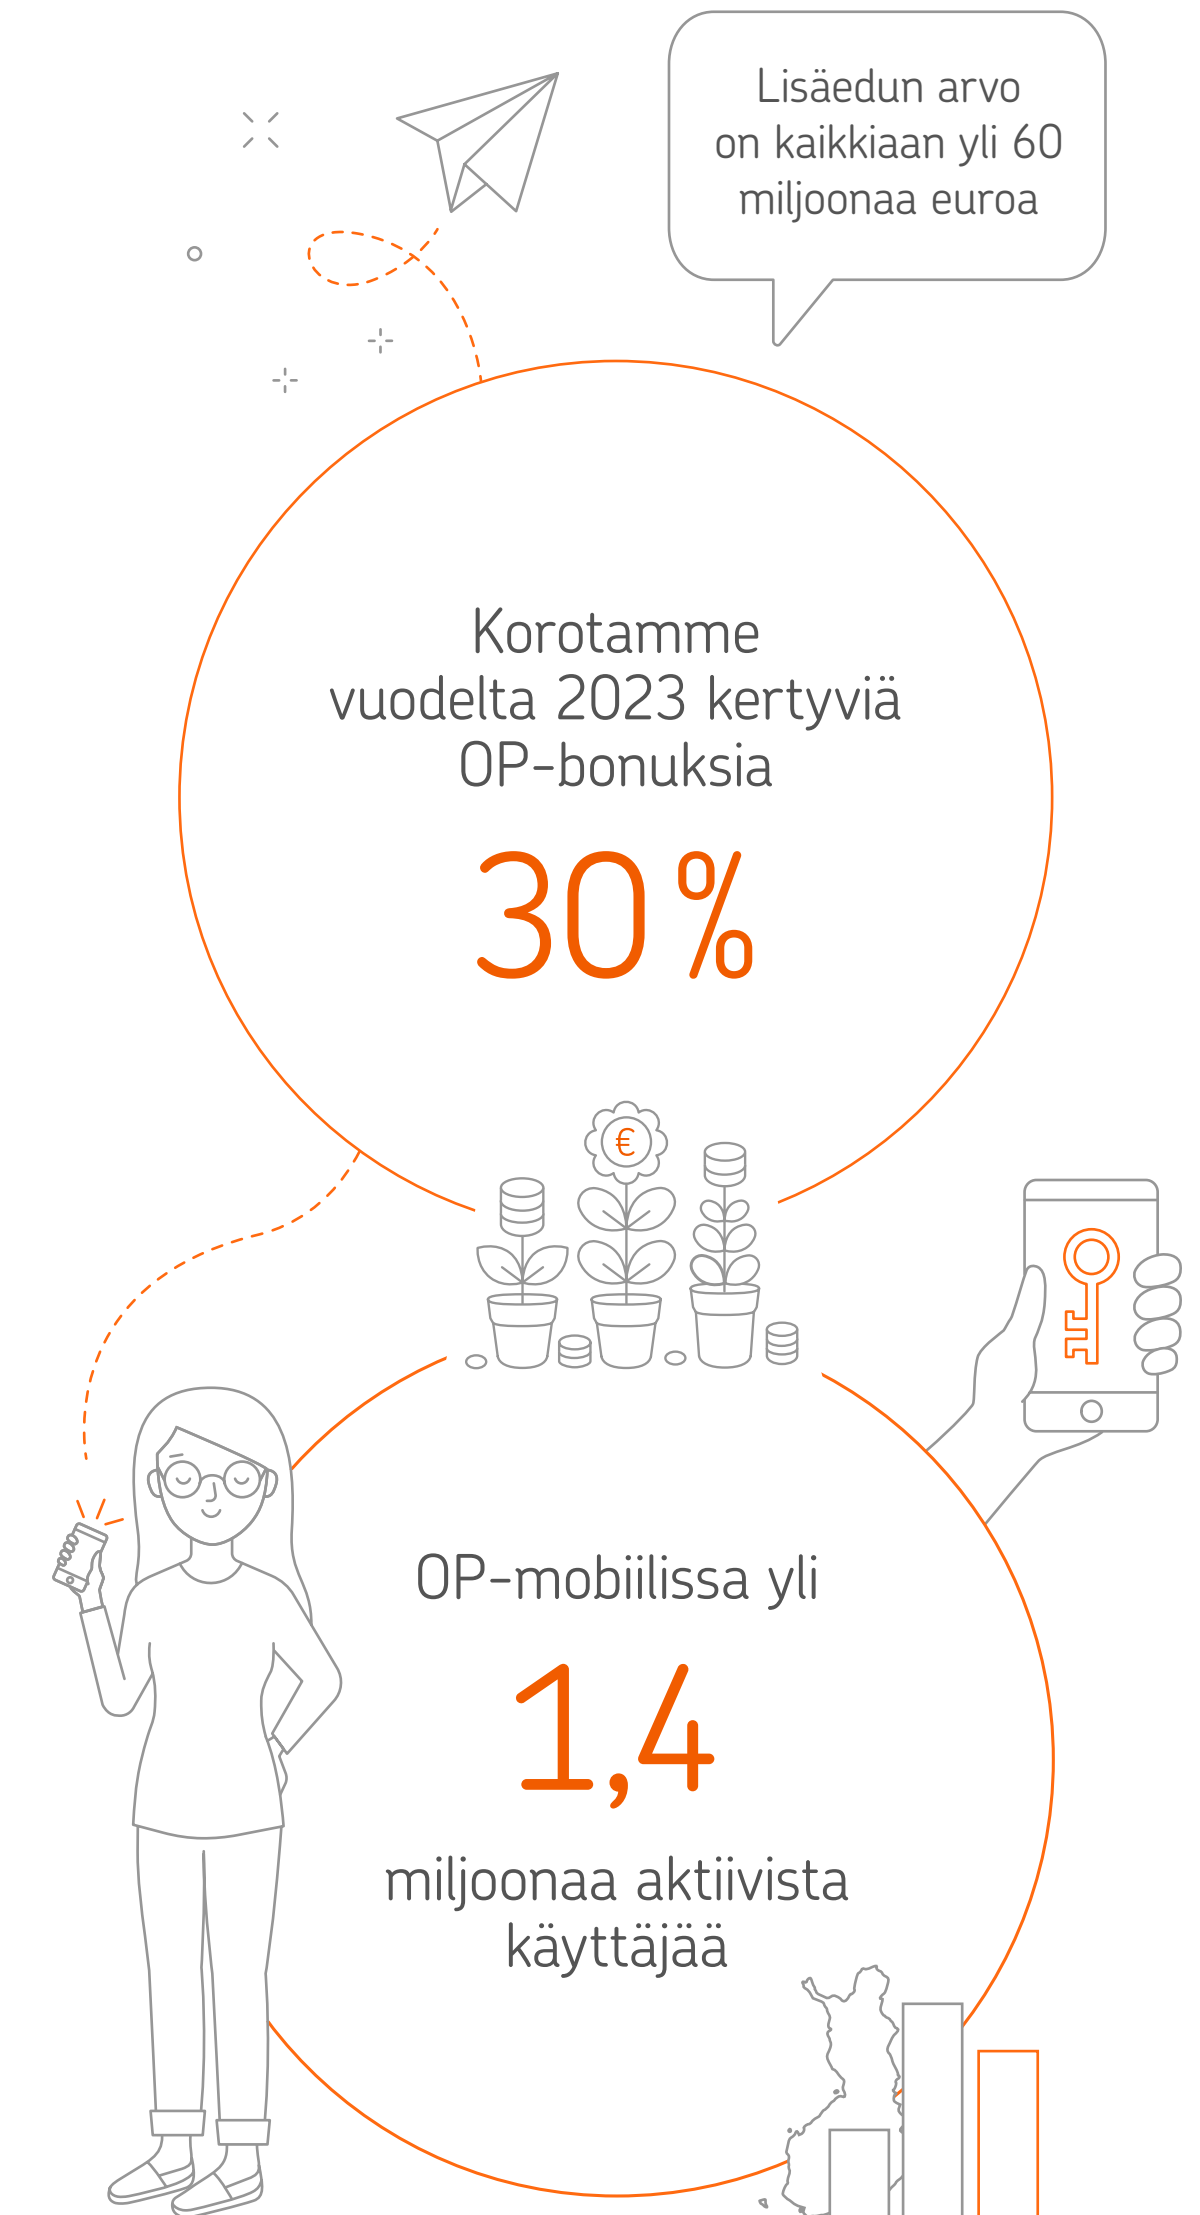 Lisäedun arvo
on kaikkiaan yli 60
miljoonaa euroa
Korotamme
vuodelta 2023 kertyviä
OP-bonuksia
30 %
€
OP-mobiilissa yli
1,4
miljoonaa aktiivista
käyttäjää